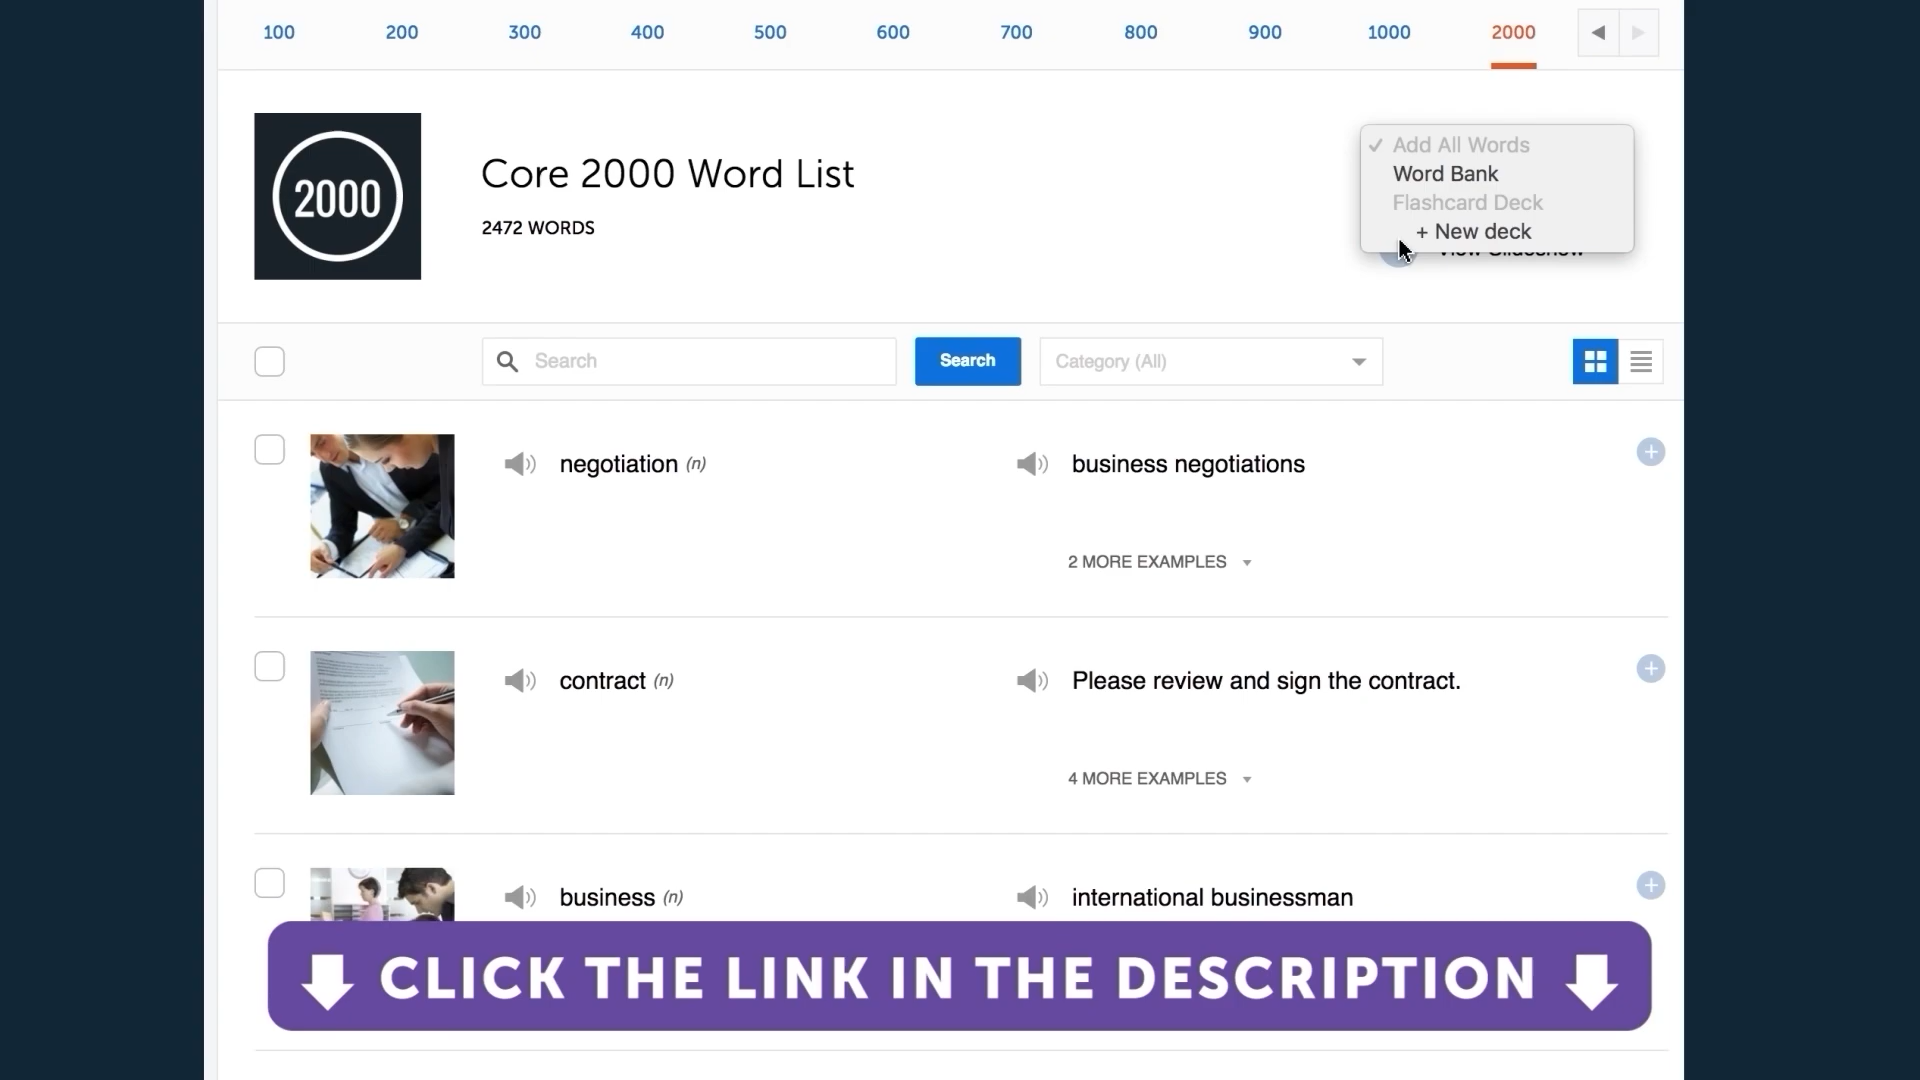 100 200 300 400 500 600 700 800 900 1000 2000
2000
Core 2000 Word List
2472 WORDS
Add All Words
Word Bank
Flashcard Deck
+ New deck
View Slideshow
Search
Search
Category (All)
negotiation (n)
business negotiations
2 MORE EXAMPLES
contract (n)
Please review and sign the contract.
4 MORE EXAMPLES
business (n)
international businessman
CLICK THE LINK IN THE DESCRIPTION